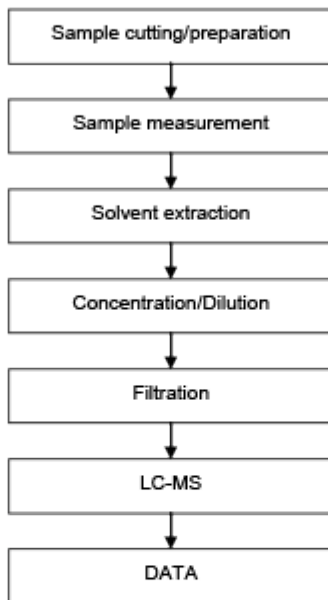 Sample cutting/preparation
Sample measurement
Solvent extraction
Concentration/Dilution
Filtration
LC-MS
DATA